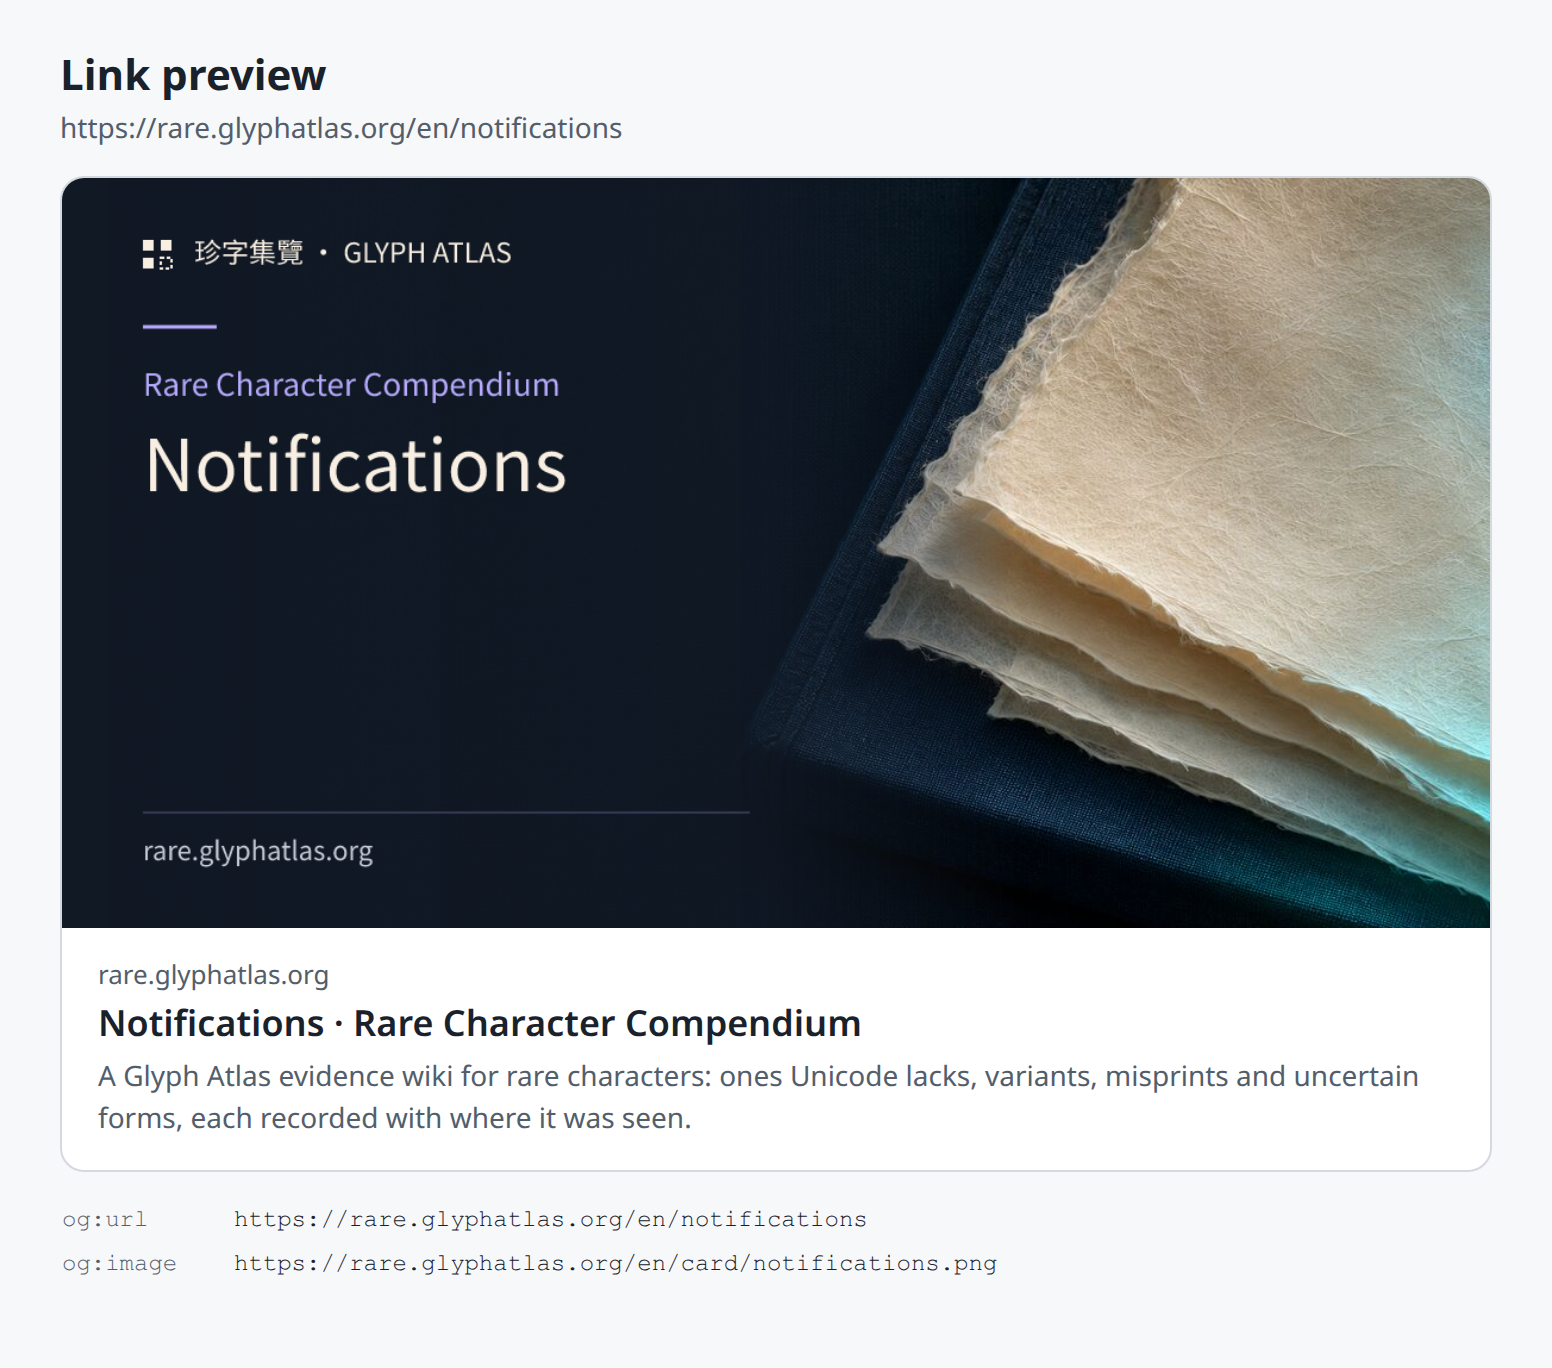 Link preview
https://rare.glyphatlas.org/en/notifications
珍字集覽 · GLYPH ATLAS
Rare Character Compendium
Notifications
rare.glyphatlas.org
rare.glyphatlas.org
Notifications · Rare Character Compendium
A Glyph Atlas evidence wiki for rare characters: ones Unicode lacks, variants, misprints and uncertain
forms, each recorded with where it was seen.
og:url https://rare.glyphatlas.org/en/notifications
og:image https://rare.glyphatlas.org/en/card/notifications.png